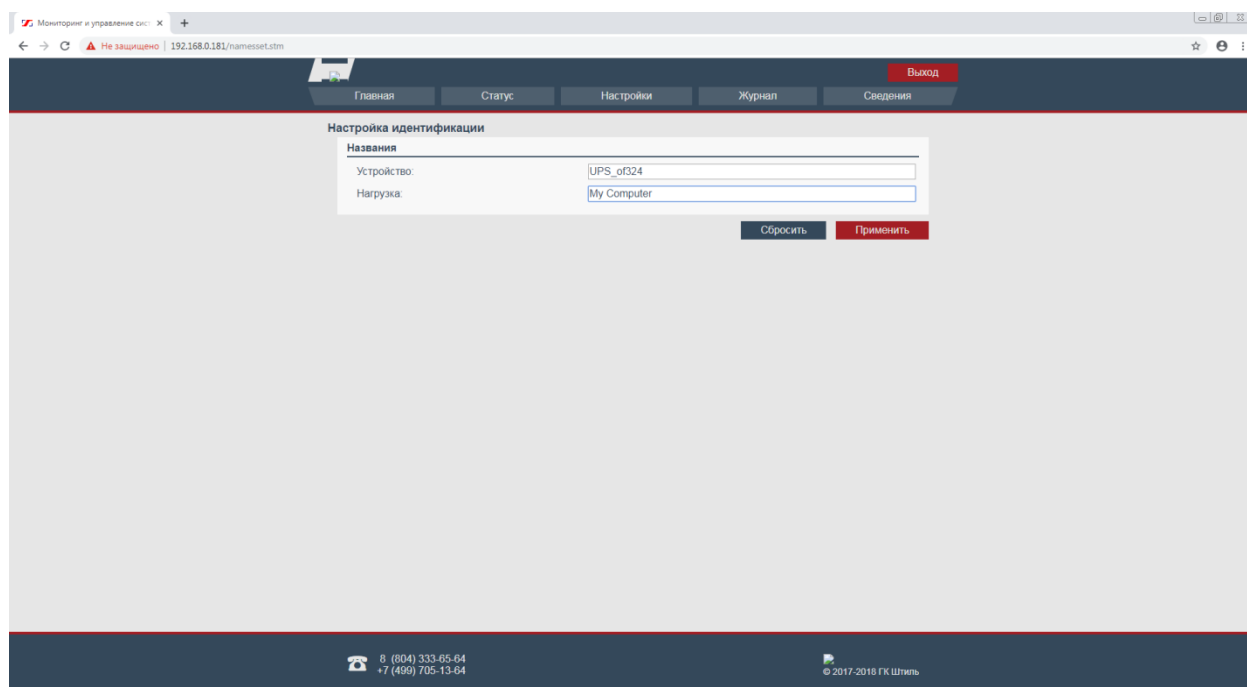 Мониторинг и управление сис
Не защищено | 192.168.0.181/namesset.stm
Выход
Главная Статус Настройки Журнал Сведения
Настройка идентификации
Названия
Устройство: UPS_of324
Нагрузка: My Computer
Сбросить Применить
8 (804) 333-65-64
+7 (499) 705-13-64
© 2017-2018 ГК Штиль